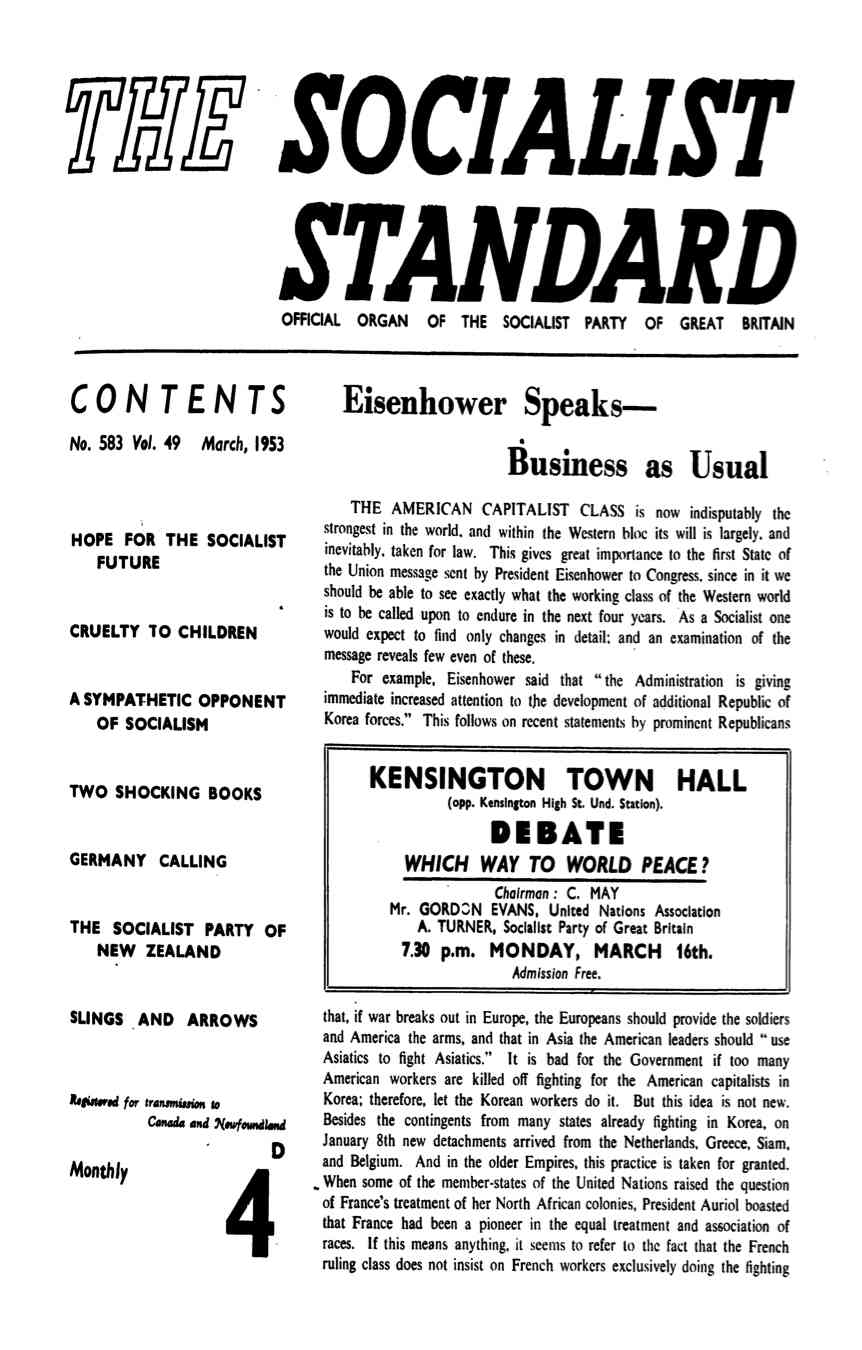 THE SOCIALIST
STANDARD
OFFICIAL ORGAN OF THE SOCIALIST PARTY OF GREAT BRITAIN
CONTENTS
No. 583 Vol. 49 March, 1953
HOPE FOR THE SOCIALIST
FUTURE
CRUELTY TO CHILDREN
A SYMPATHETIC OPPONENT
OF SOCIALISM
TWO SHOCKING BOOKS
GERMANY CALLING
THE SOCIALIST PARTY OF
NEW ZEALAND
SLINGS AND ARROWS
Registered for transmission to
Canada and Newfoundland
Monthly
4D
Eisenhower Speaks—
Business as Usual
THE AMERICAN CAPITALIST CLASS is now indisputably the
strongest in the world, and within the Western bloc its will is largely, and
inevitably, taken for law. This gives great importance to the first State of
the Union message sent by President Eisenhower to Congress, since in it we
should be able to see exactly what the working class of the Western world
is to be called upon to endure in the next four years. As a Socialist one
would expect to find only changes in detail; and an examination of the
message reveals few even of these.
For example, Eisenhower said that "the Administration is giving
immediate increased attention to the development of additional Republic of
Korea forces." This follows on recent statements by prominent Republicans
KENSINGTON TOWN HALL
(opp. Kensington High St. Und. Station).
DEBATE
WHICH WAY TO WORLD PEACE?
Chairman : C. MAY
Mr. GORDON EVANS, United Nations Association
A. TURNER, Socialist Party of Great Britain
7.30 p.m. MONDAY, MARCH 16th.
Admission Free.
that, if war breaks out in Europe, the Europeans should provide the soldiers
and America the arms, and that in Asia the American leaders should "use
Asiatics to fight Asiatics." It is bad for the Government if too many
American workers are killed off fighting for the American capitalists in
Korea; therefore, let the Korean workers do it. But this idea is not new.
Besides the contingents from many states already fighting in Korea, on
January 8th new detachments arrived from the Netherlands, Greece, Siam,
and Belgium. And in the older Empires, this practice is taken for granted.
When some of the member-states of the United Nations raised the question
of France's treatment of her North African colonies, President Auriol boasted
that France had been a pioneer in the equal treatment and association of
races. If this means anything, it seems to refer to the fact that the French
ruling class does not insist on French workers exclusively doing the fighting